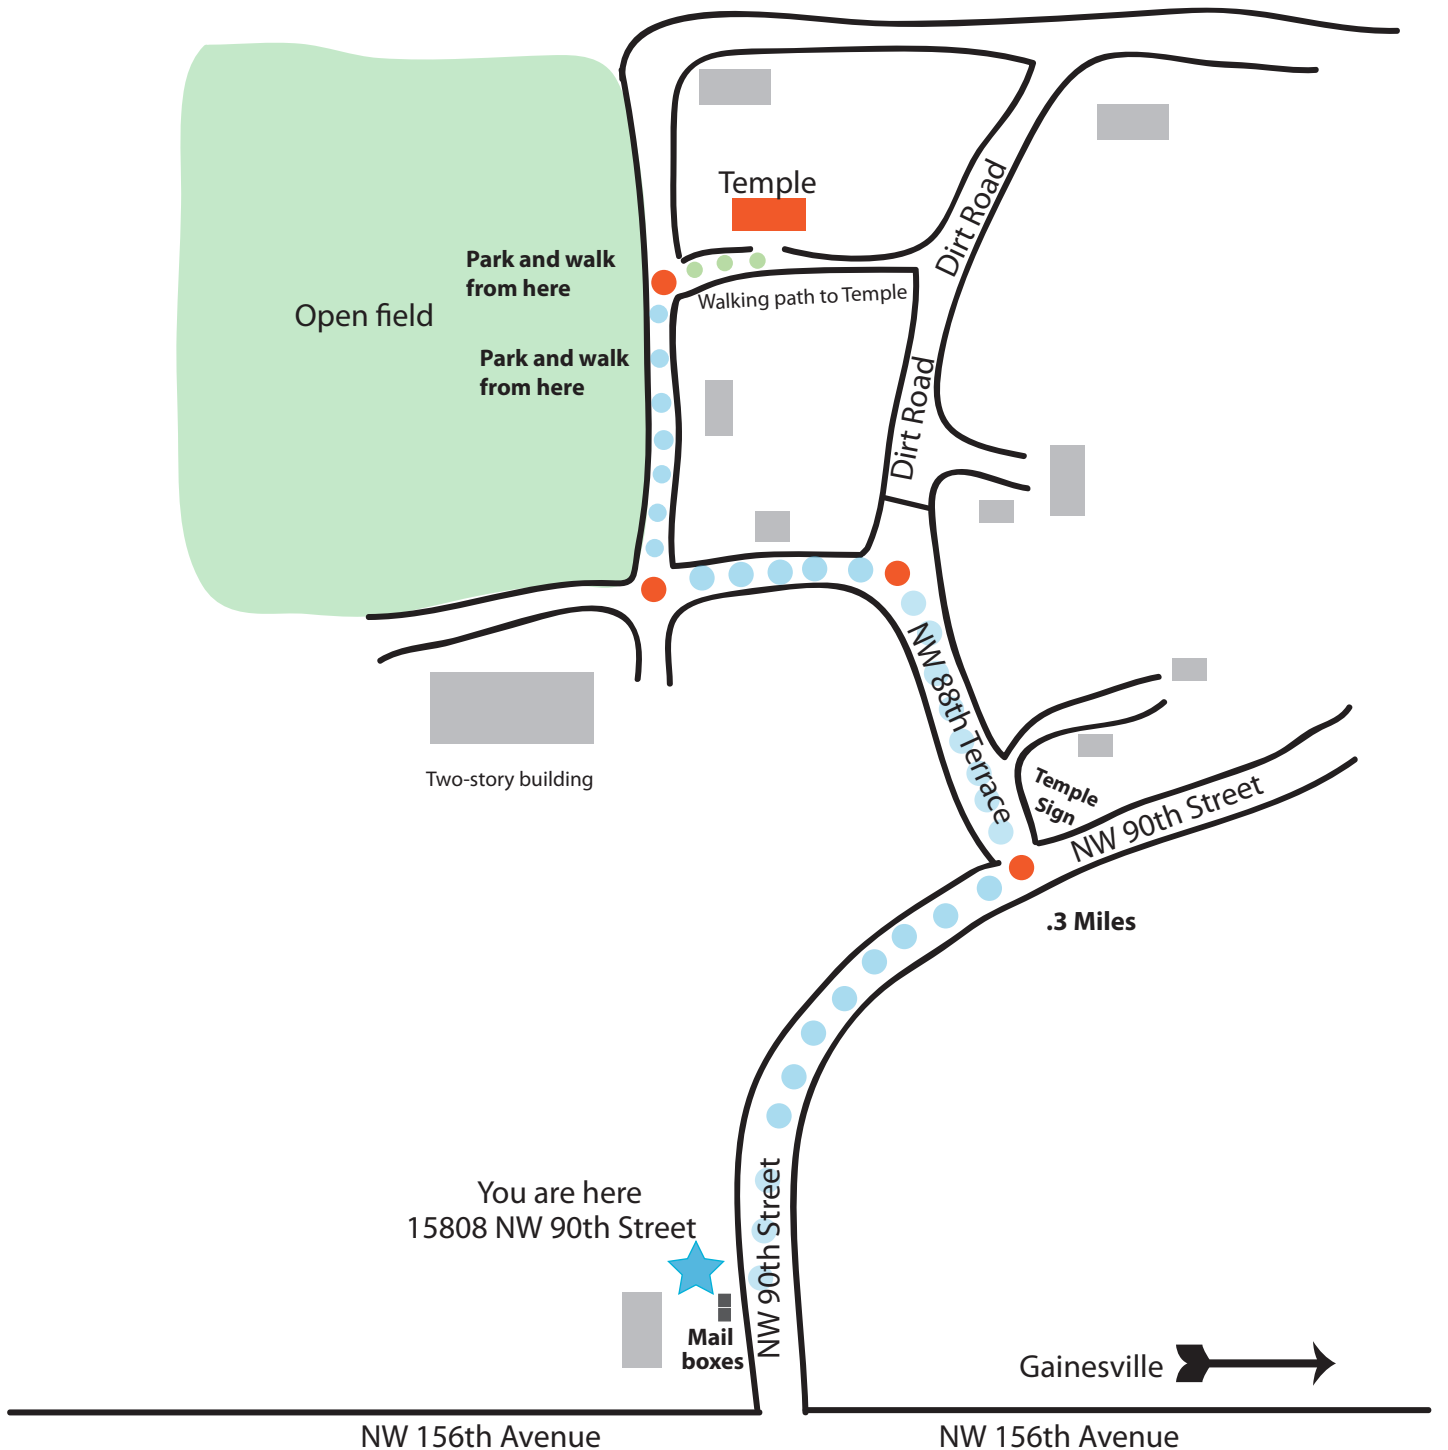 Temple
Dirt Road
Park and walk
from here
Walking path to Temple
Open field
Park and walk
from here
Dirt Road
NW 88th Terrace
Two-story building
Temple
Sign
NW 90th Street
.3 Miles
You are here
15808 NW 90th Street
NW 90th Street
Mail
boxes
Gainesville
NW 156th Avenue
NW 156th Avenue